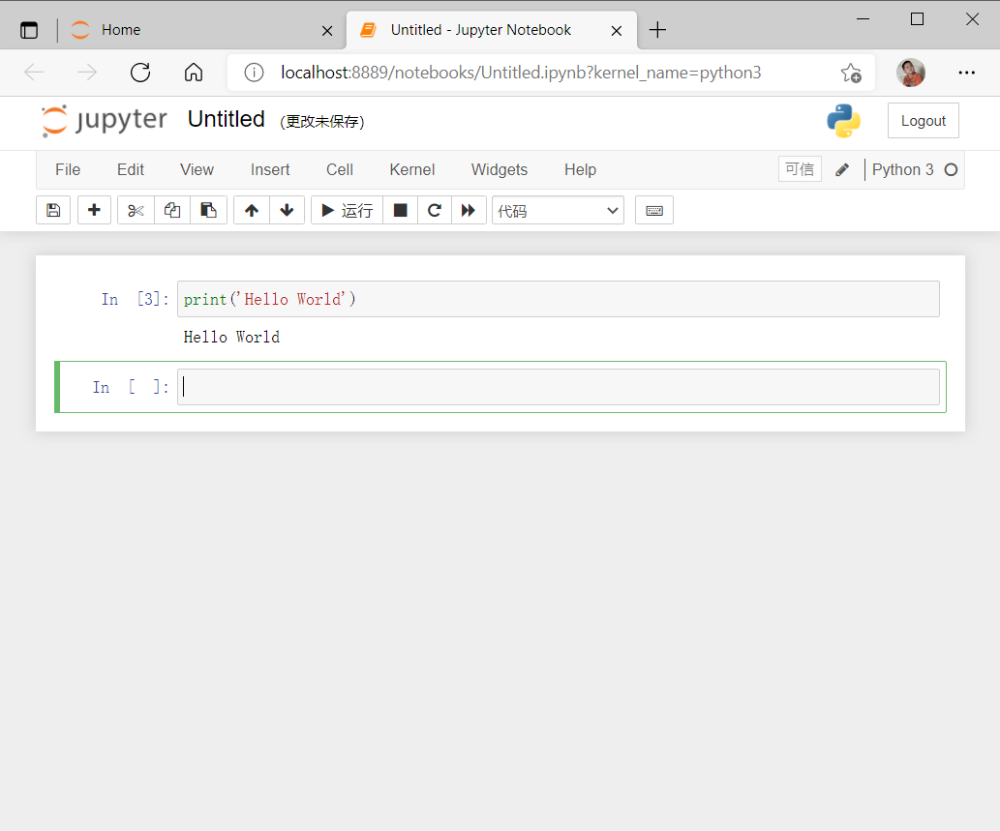 Home
Untitled - Jupyter Notebook
localhost:8889/notebooks/Untitled.ipynb?kernel_name=python3
jupyter Untitled (更改未保存)
Logout
File Edit View Insert Cell Kernel Widgets Help
可信
Python 3
运行
代码
In [3]: print('Hello World')
Hello World
In [ ]: